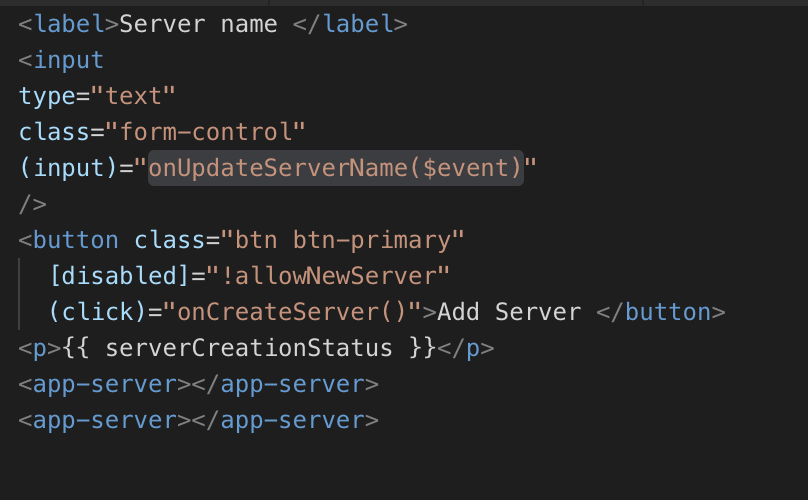 <label>Server name </label>
<input
type="text"
class="form-control"
(input)="onUpdateServerName($event)"
/>
<button class="btn btn-primary"
[disabled]="!allowNewServer"
(click)="onCreateServer()">Add Server </button>
<p>{{ serverCreationStatus }}</p>
<app-server></app-server>
<app-server></app-server>